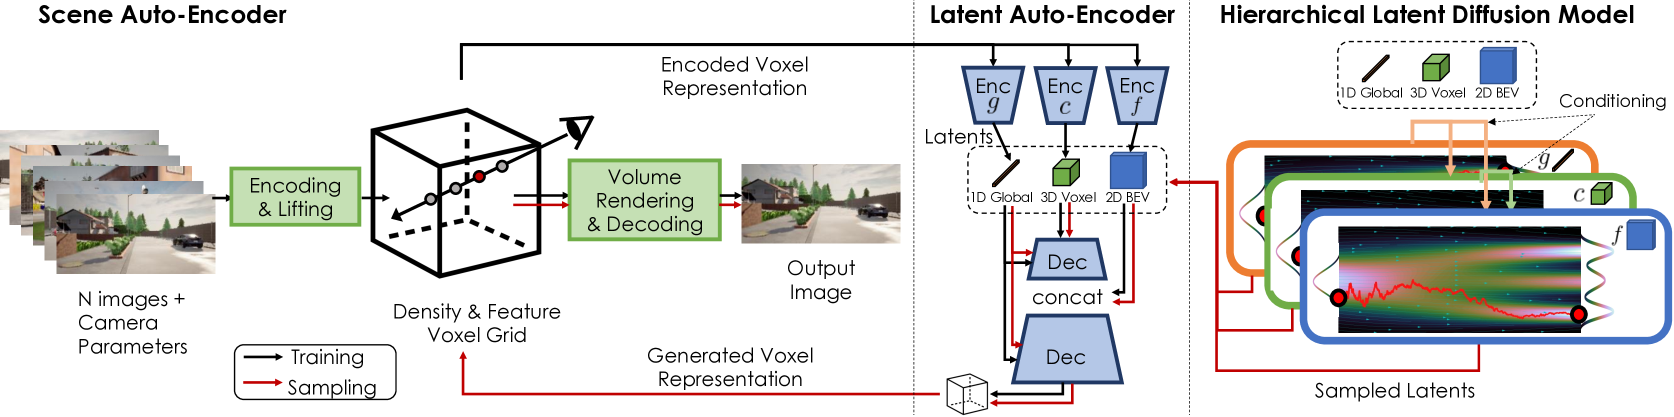 Scene Auto-Encoder
Latent Auto-Encoder
Hierarchical Latent Diffusion Model
Encoded Voxel
Representation
Enc
g
Enc
c
Enc
f
1D Global
3D Voxel
2D BEV
Conditioning
Latents
Encoding
& Lifting
Volume
Rendering
& Decoding
1D Global
3D Voxel
2D BEV
g
c
f
Dec
concat
Dec
Output
Image
N images +
Camera
Parameters
Density & Feature
Voxel Grid
Training
Sampling
Generated Voxel
Representation
Sampled Latents